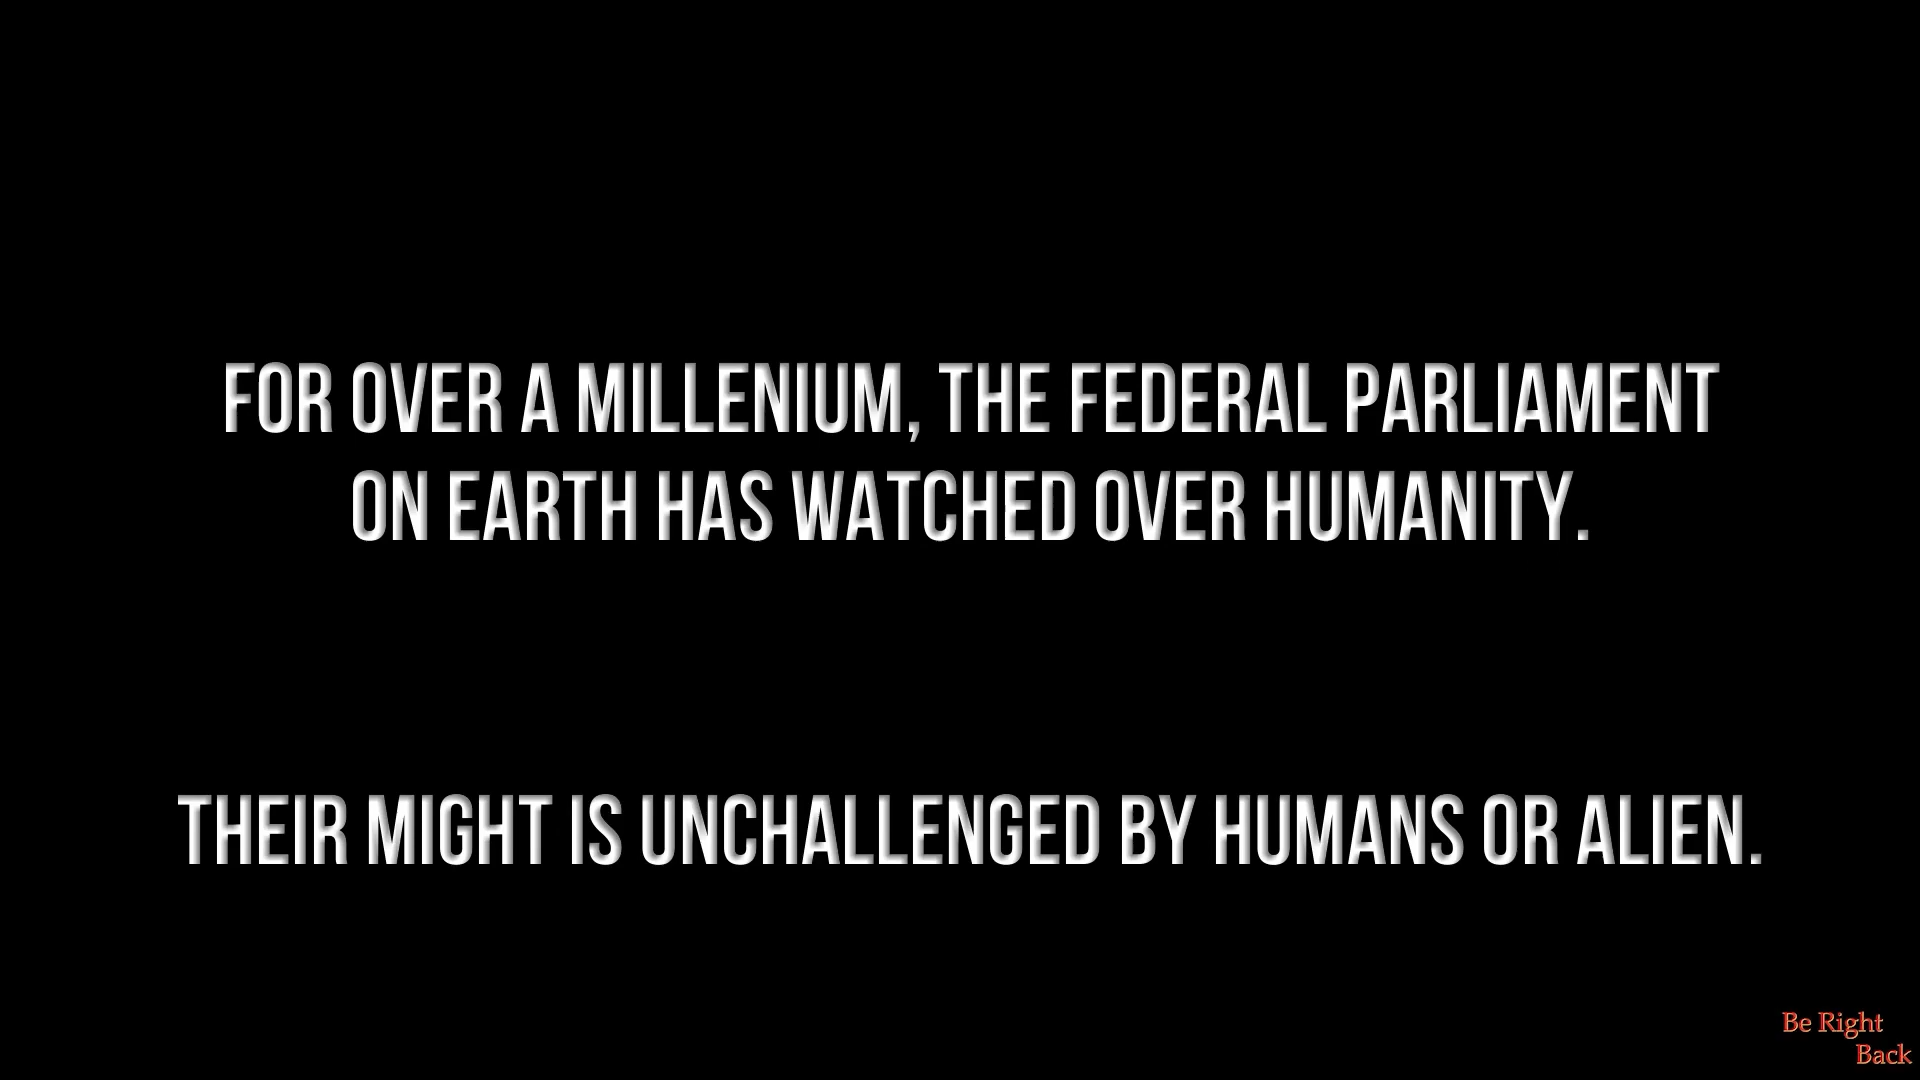 FOR OVER A MILLENIUM, THE FEDERAL PARLIAMENT
ON EARTH HAS WATCHED OVER HUMANITY.
THEIR MIGHT IS UNCHALLENGED BY HUMANS OR ALIEN.
Be Right
Back